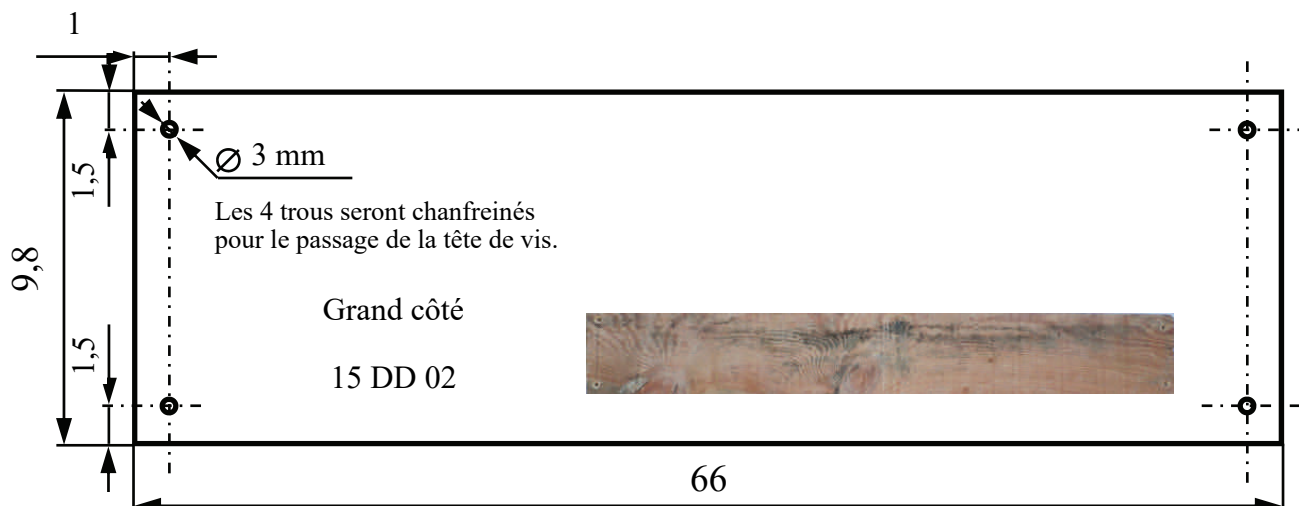 1
∅ 3 mm
1,5
Les 4 trous seront chanfreinés
pour le passage de la tête de vis.
9,8
Grand côté
1,5
15 DD 02
66